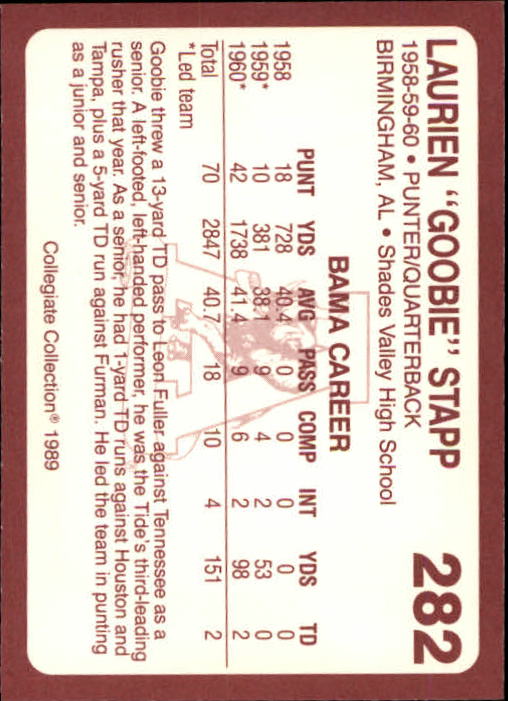 LAURIEN "GOOBIE" STAPP 282
1958-59-60 • PUNTER/QUARTERBACK
BIRMINGHAM, AL • Shades Valley High School
BAMA CAREER
PUNT YDS AVG PASS COMP INT YDS TD
1958 18 728 40.4 0 0 0 0 0
1959* 10 381 38.1 9 4 2 53 0
1960* 42 1738 41.4 9 6 2 98 2
Total 70 2847 40.7 18 10 4 151 2
*Led team
Goobie threw a 13-yard TD pass to Leon Fuller against Tennessee as a
senior. A left-footed, left-handed performer, he was the Tide's third-leading
rusher that year. As a senior, he had 1-yard TD runs against Houston and
Tampa, plus a 5-yard TD run against Furman. He led the team in punting
as a junior and senior.
Collegiate Collection® 1989